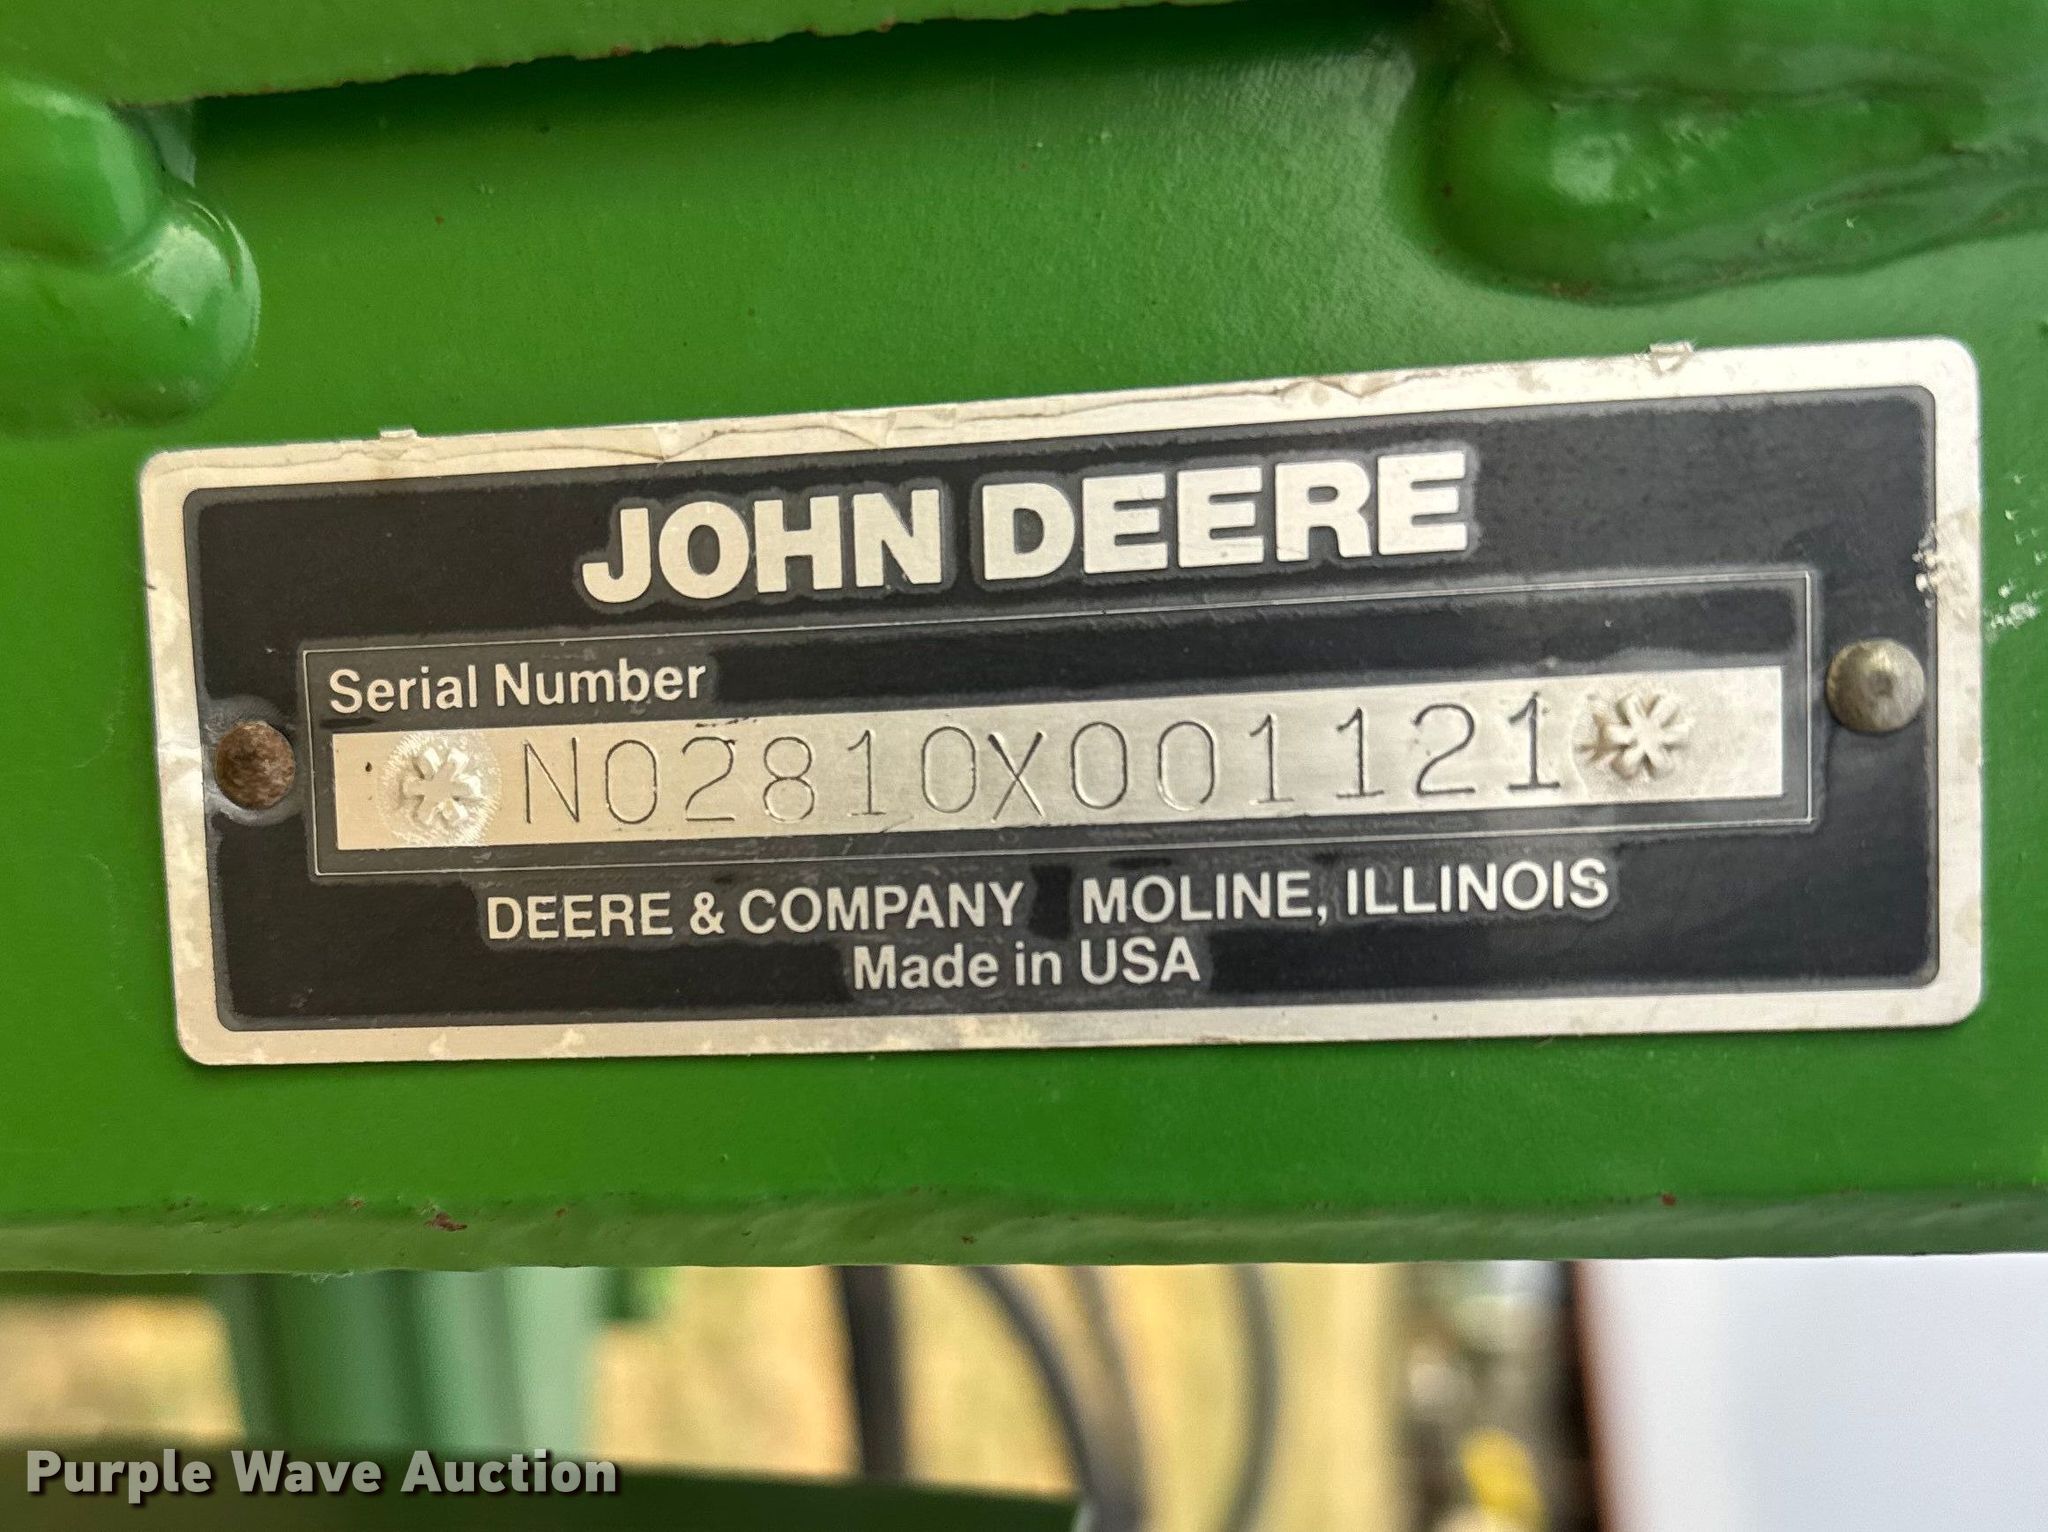 JOHN DEERE
Serial Number
*N02810X001121*
DEERE & COMPANY MOLINE, ILLINOIS
Made in USA
Purple Wave Auction